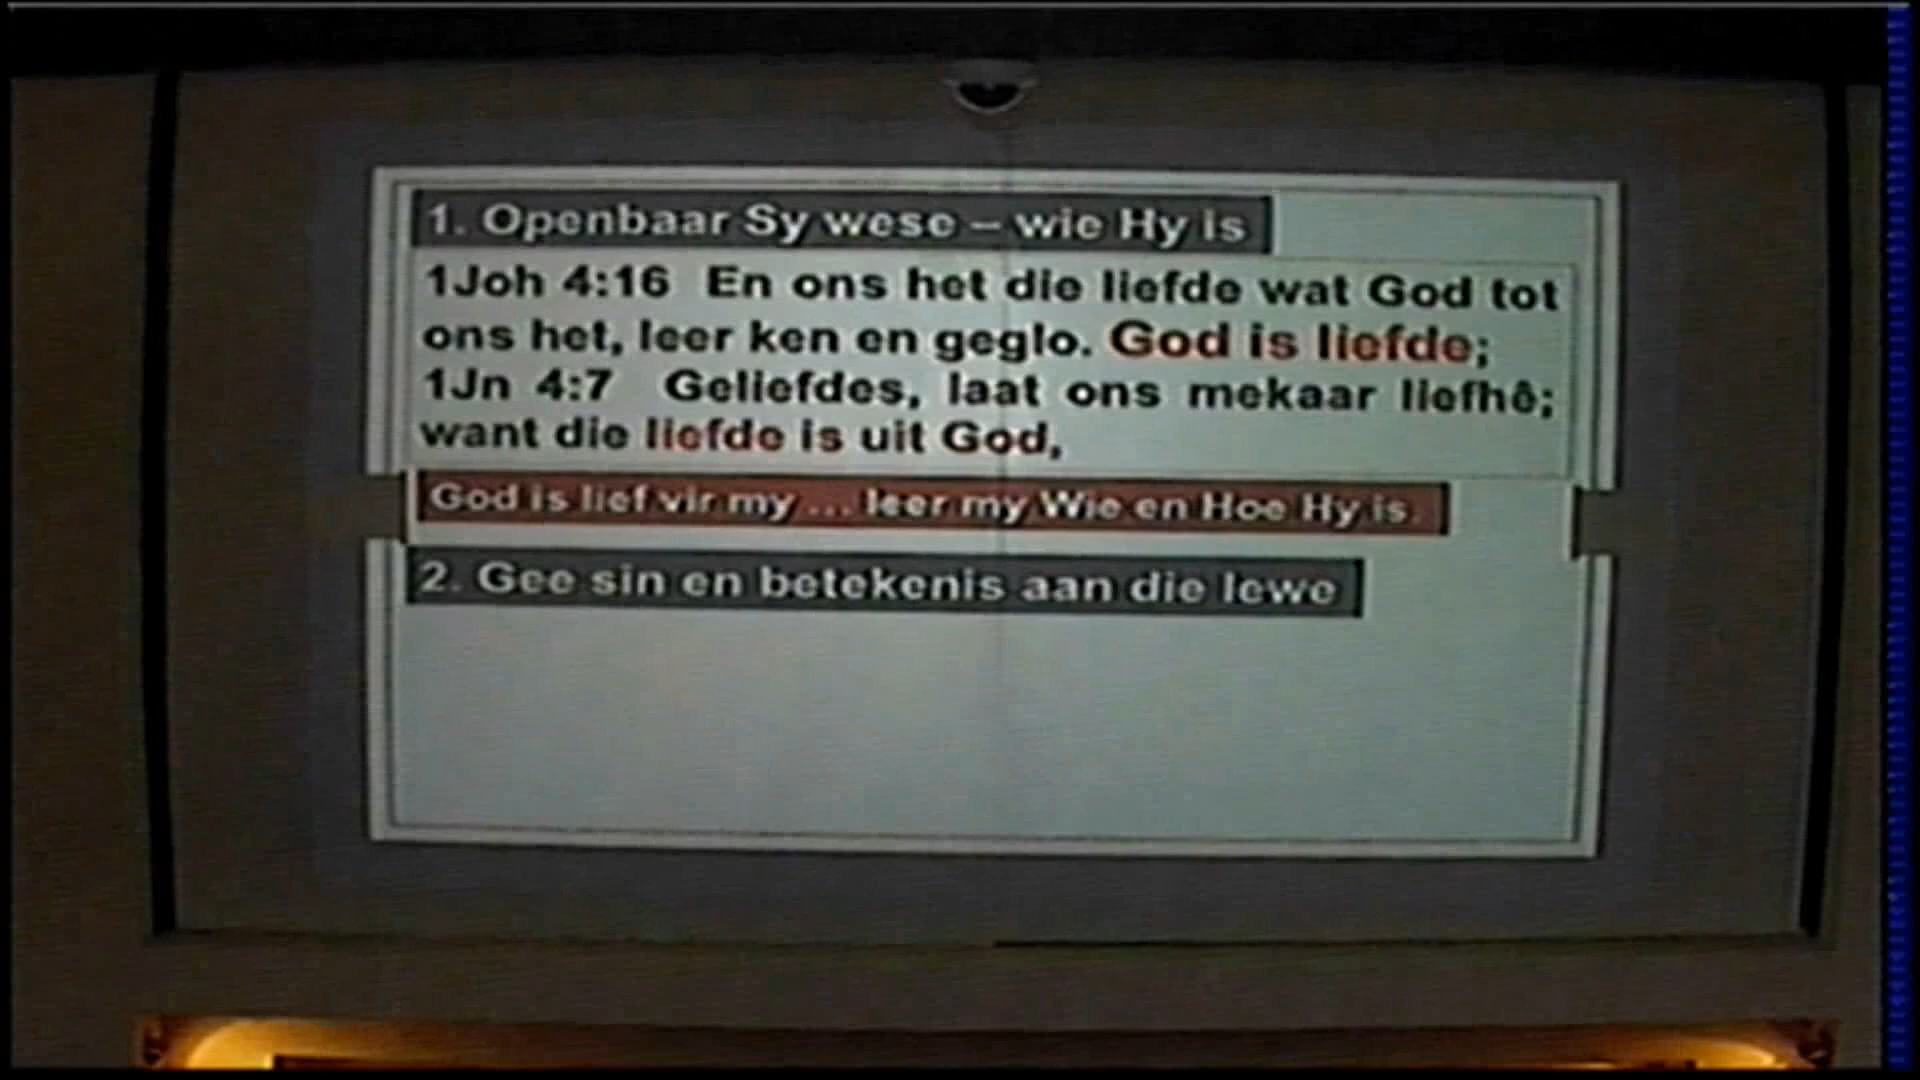 1. Openbaar Sy wese – wie Hy is
1Joh 4:16 En ons het die liefde wat God tot
ons het, leer ken en geglo. God is liefde;
1Jn 4:7 Geliefdes, laat ons mekaar liefhê;
want die liefde is uit God,
God is lief vir my ... leer my Wie en Hoe Hy is.
2. Gee sin en betekenis aan die lewe